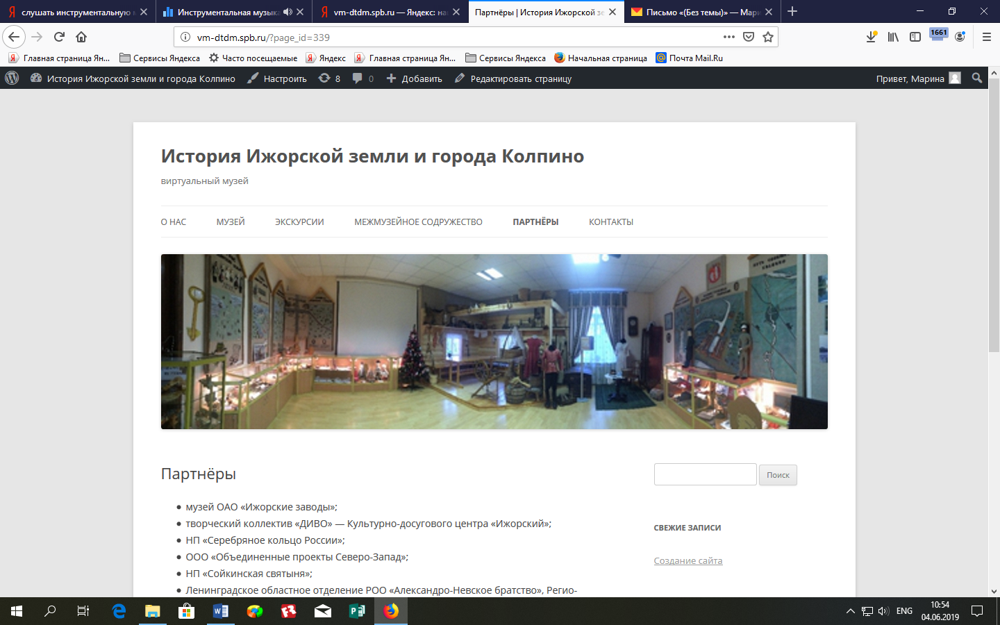 слушать инструментальную
Инструментальная музыка
vm-dtdm.spb.ru — Яндекс: на
Партнёры | История Ижорской зе
Письмо «(Без темы)» — Мари
vm-dtdm.spb.ru/?page_id=339
1661
Главная страница Ян...
Сервисы Яндекса
Часто посещаемые
Яндекс
Главная страница Ян...
Сервисы Яндекса
Начальная страница
Почта Mail.Ru
История Ижорской земли и города Колпино
Настроить
8
0
Добавить
Редактировать страницу
Привет, Марина
История Ижорской земли и города Колпино
виртуальный музей
О НАС
МУЗЕЙ
ЭКСКУРСИИ
МЕЖМУЗЕЙНОЕ СОДРУЖЕСТВО
ПАРТНЁРЫ
КОНТАКТЫ
Партнёры
Поиск
музей ОАО «Ижорские заводы»;
творческий коллектив «ДИВО» — Культурно-досугового центра «Ижорский»;
НП «Серебряное кольцо России»;
ООО «Объединенные проекты Северо-Запад»;
НП «Сойкинская святыня»;
Ленинградское областное отделение РОО «Александро-Невское братство», Регио-
СВЕЖИЕ ЗАПИСИ
Создание сайта
ENG
10:54
04.06.2019